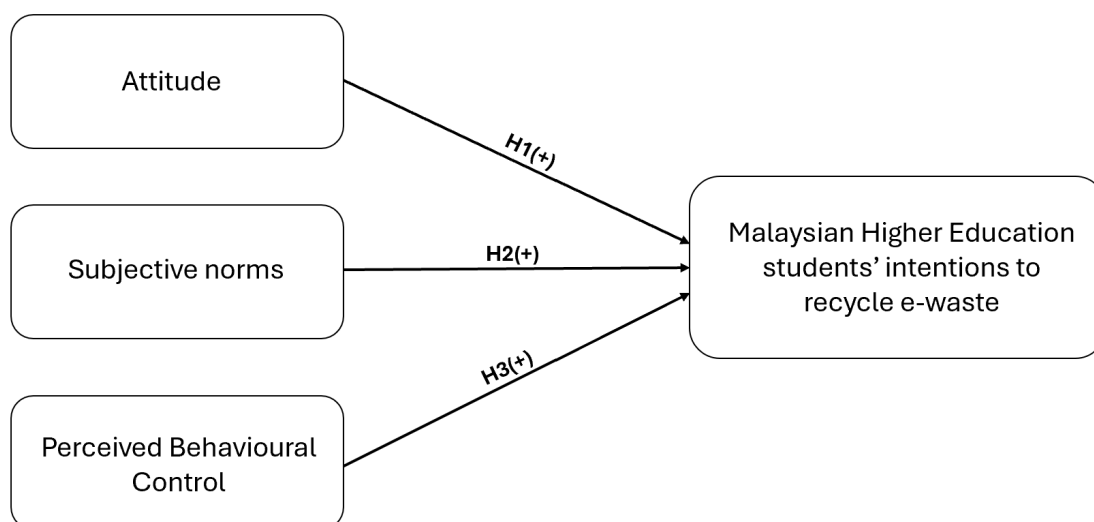 Attitude
H1(+)
Subjective norms
H2(+)
Malaysian Higher Education
students’ intentions to
recycle e-waste
H3(+)
Perceived Behavioural
Control